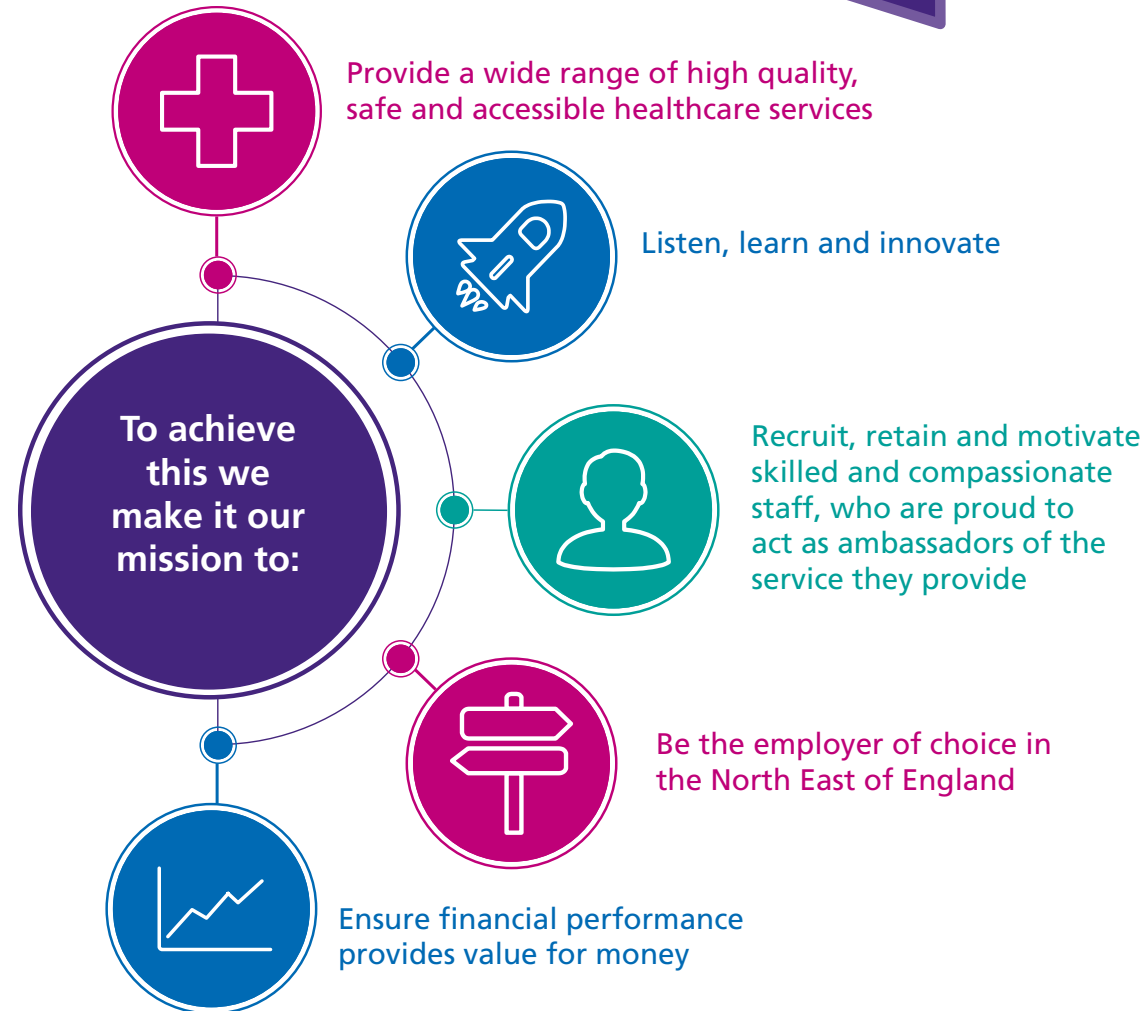 Provide a wide range of high quality,
safe and accessible healthcare services
Listen, learn and innovate
To achieve
this we
make it our
mission to:
Recruit, retain and motivate
skilled and compassionate
staff, who are proud to
act as ambassadors of the
service they provide
Be the employer of choice in
the North East of England
Ensure financial performance
provides value for money